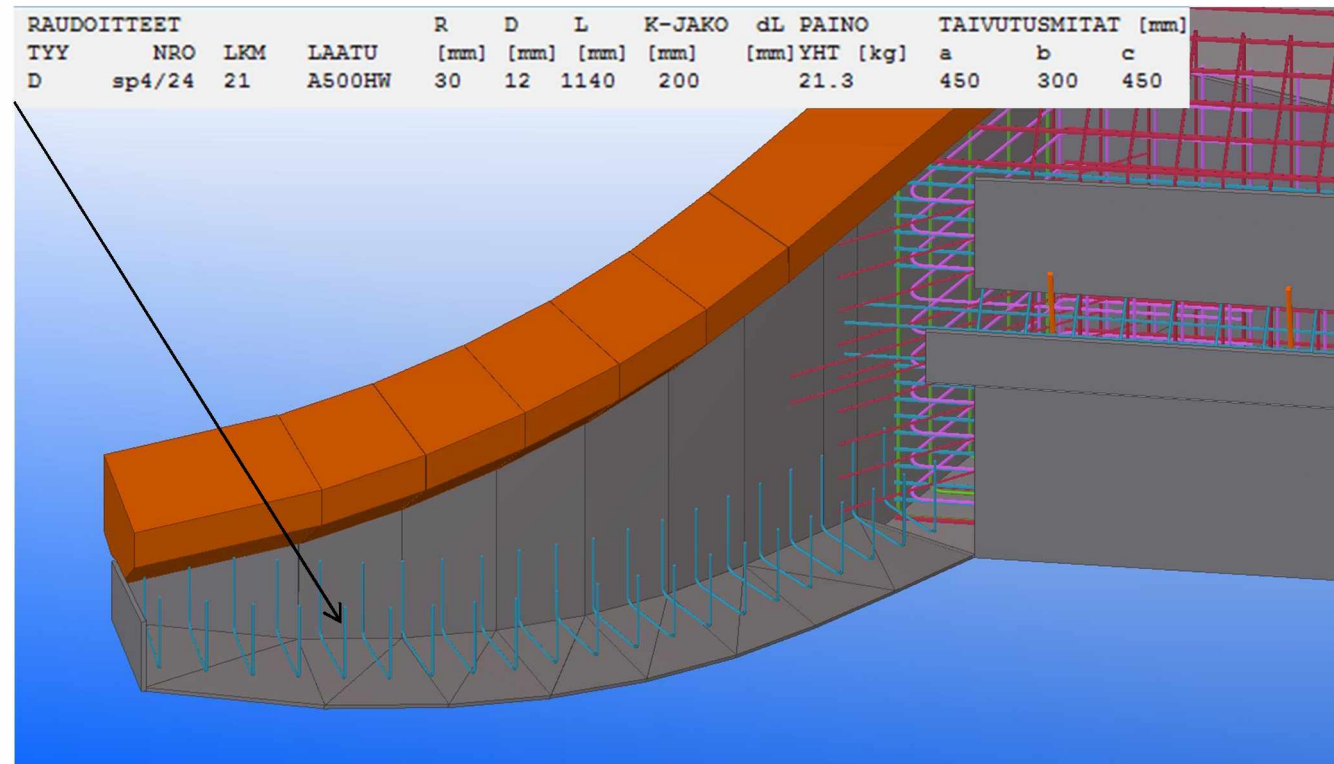 RAUDOITTEET R D L K-JAKO dL PAINO TAIVUTUSMITAT [mm]
TYY NRO LKM LAATU [mm] [mm] [mm] [mm] [mm] YHT [kg] a b c
D sp4/24 21 A500HW 30 12 1140 200 21.3 450 300 450